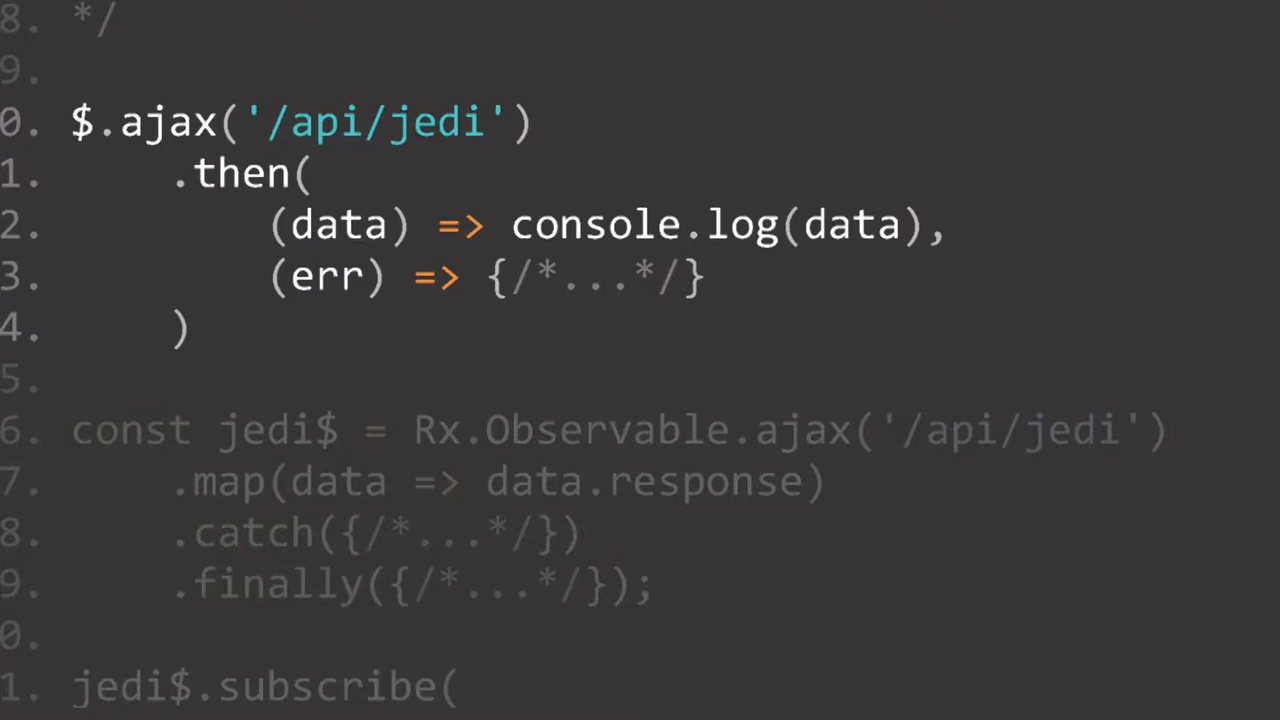 8. */
9.
0. $.ajax('/api/jedi')
1. .then(
2. (data) => console.log(data),
3. (err) => {/*...*/}
4. )
5.
6. const jedi$ = Rx.Observable.ajax('/api/jedi')
7. .map(data => data.response)
8. .catch({/*...*/})
9. .finally({/*...*/});
0.
1. jedi$.subscribe(